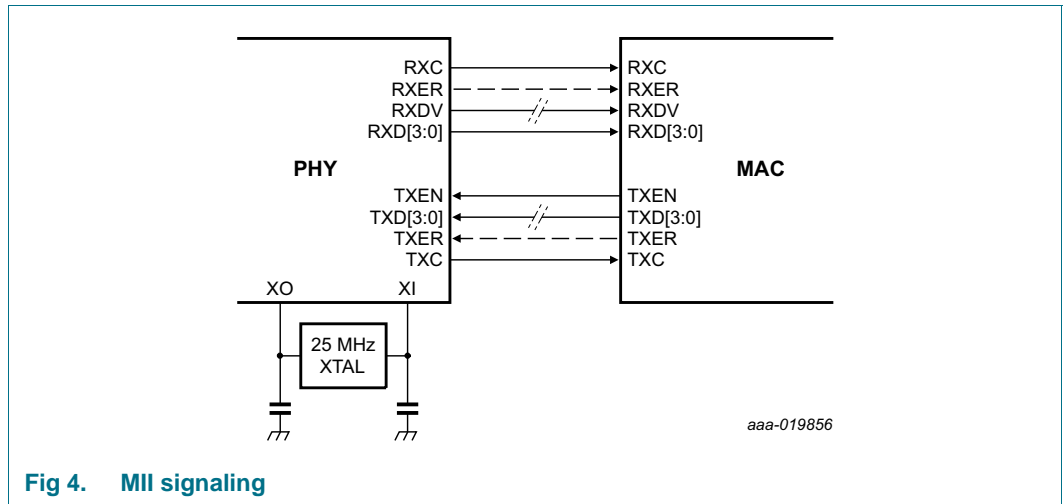 RXC RXC
RXER RXER
RXDV RXDV
RXD[3:0] RXD[3:0]
PHY MAC
TXEN TXEN
TXD[3:0] TXD[3:0]
TXER TXER
TXC TXC
XO XI
25 MHz
XTAL
aaa-019856
Fig 4. MII signaling